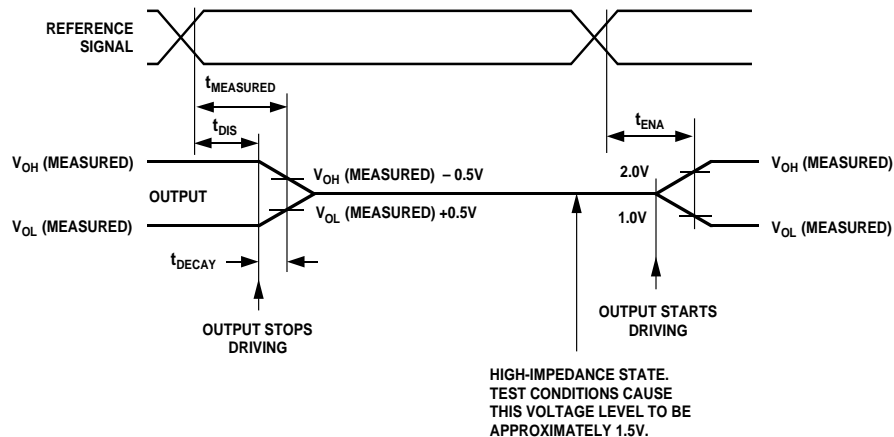 REFERENCE
SIGNAL
tMEASURED
tDIS
tENA
VOH (MEASURED)
VOH (MEASURED) – 0.5V
2.0V
VOH (MEASURED)
OUTPUT
VOL (MEASURED) +0.5V
1.0V
VOL (MEASURED)
VOL (MEASURED)
tDECAY
OUTPUT STOPS
DRIVING
OUTPUT STARTS
DRIVING
HIGH-IMPEDANCE STATE.
TEST CONDITIONS CAUSE
THIS VOLTAGE LEVEL TO BE
APPROXIMATELY 1.5V.